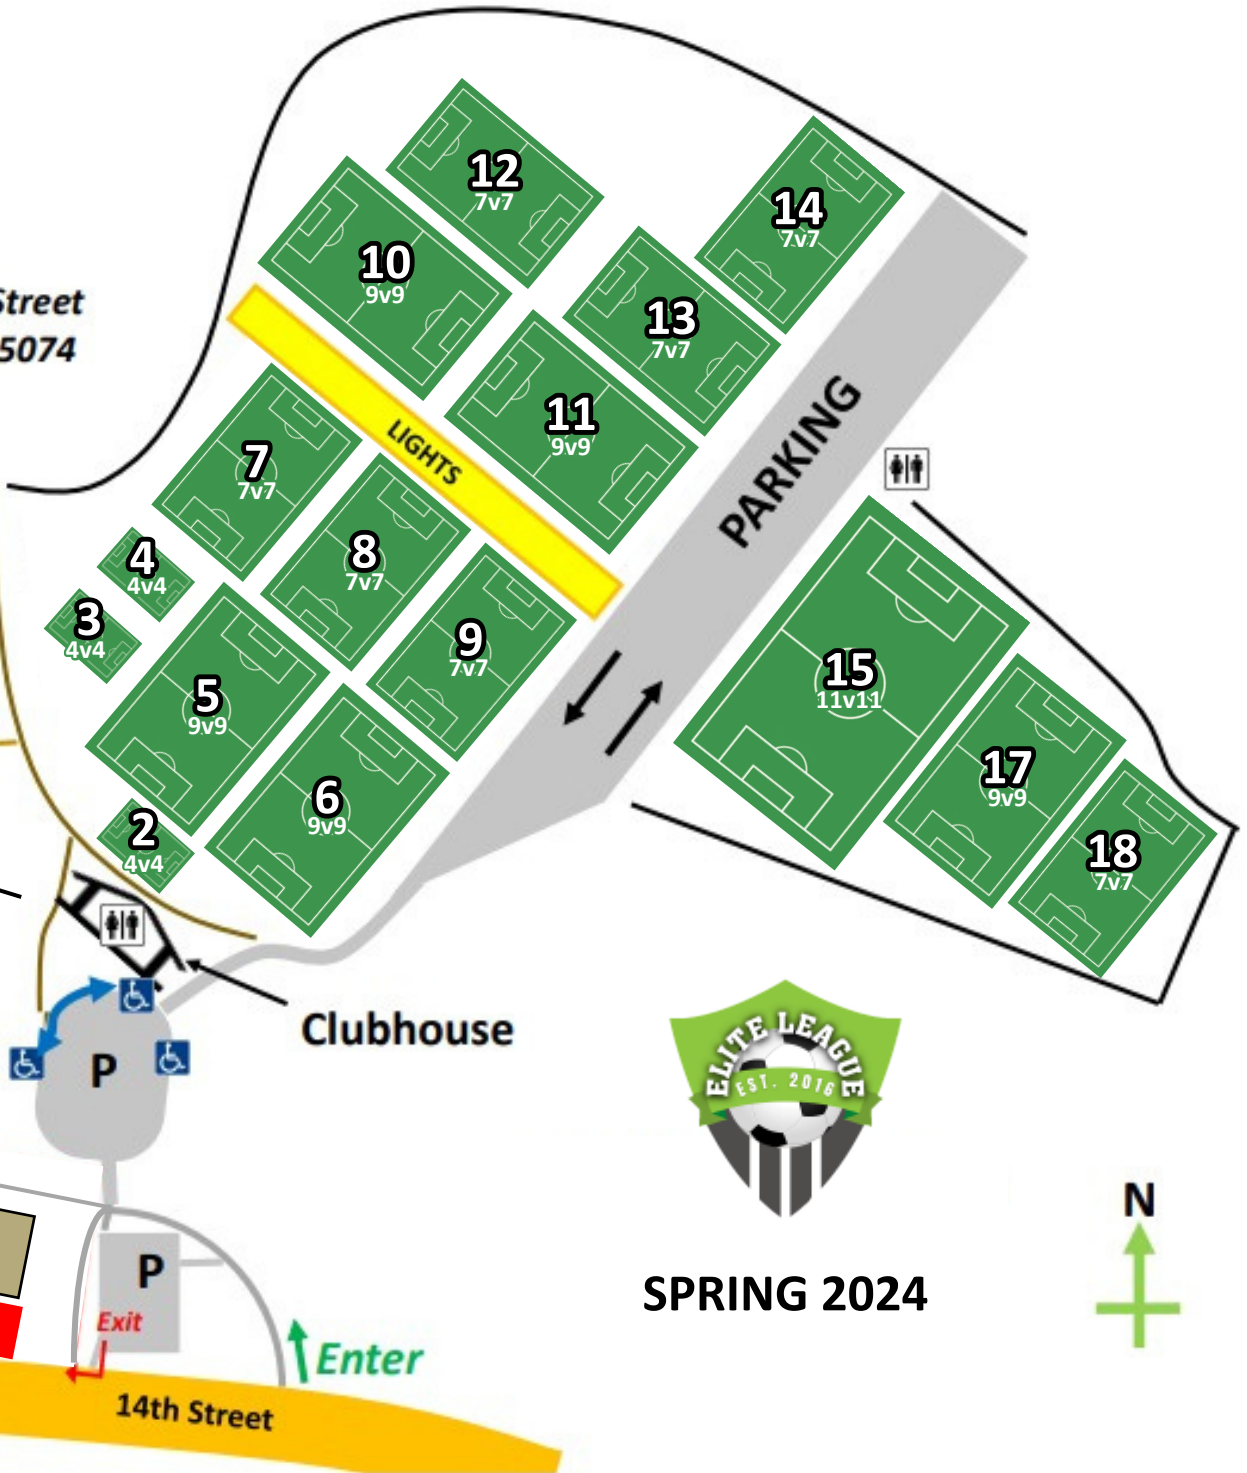 12
7v7
14
7v7
10
9v9
Street
5074
13
7v7
11
9v9
LIGHTS
PARKING
7
7v7
8
7v7
4
4v4
3
4v4
9
7v7
5
9v9
15
11v11
6
9v9
17
9v9
2
4v4
18
7v7
Clubhouse
P
ELITE LEAGUE
EST. 2016
N
P
SPRING 2024
Exit
Enter
14th Street